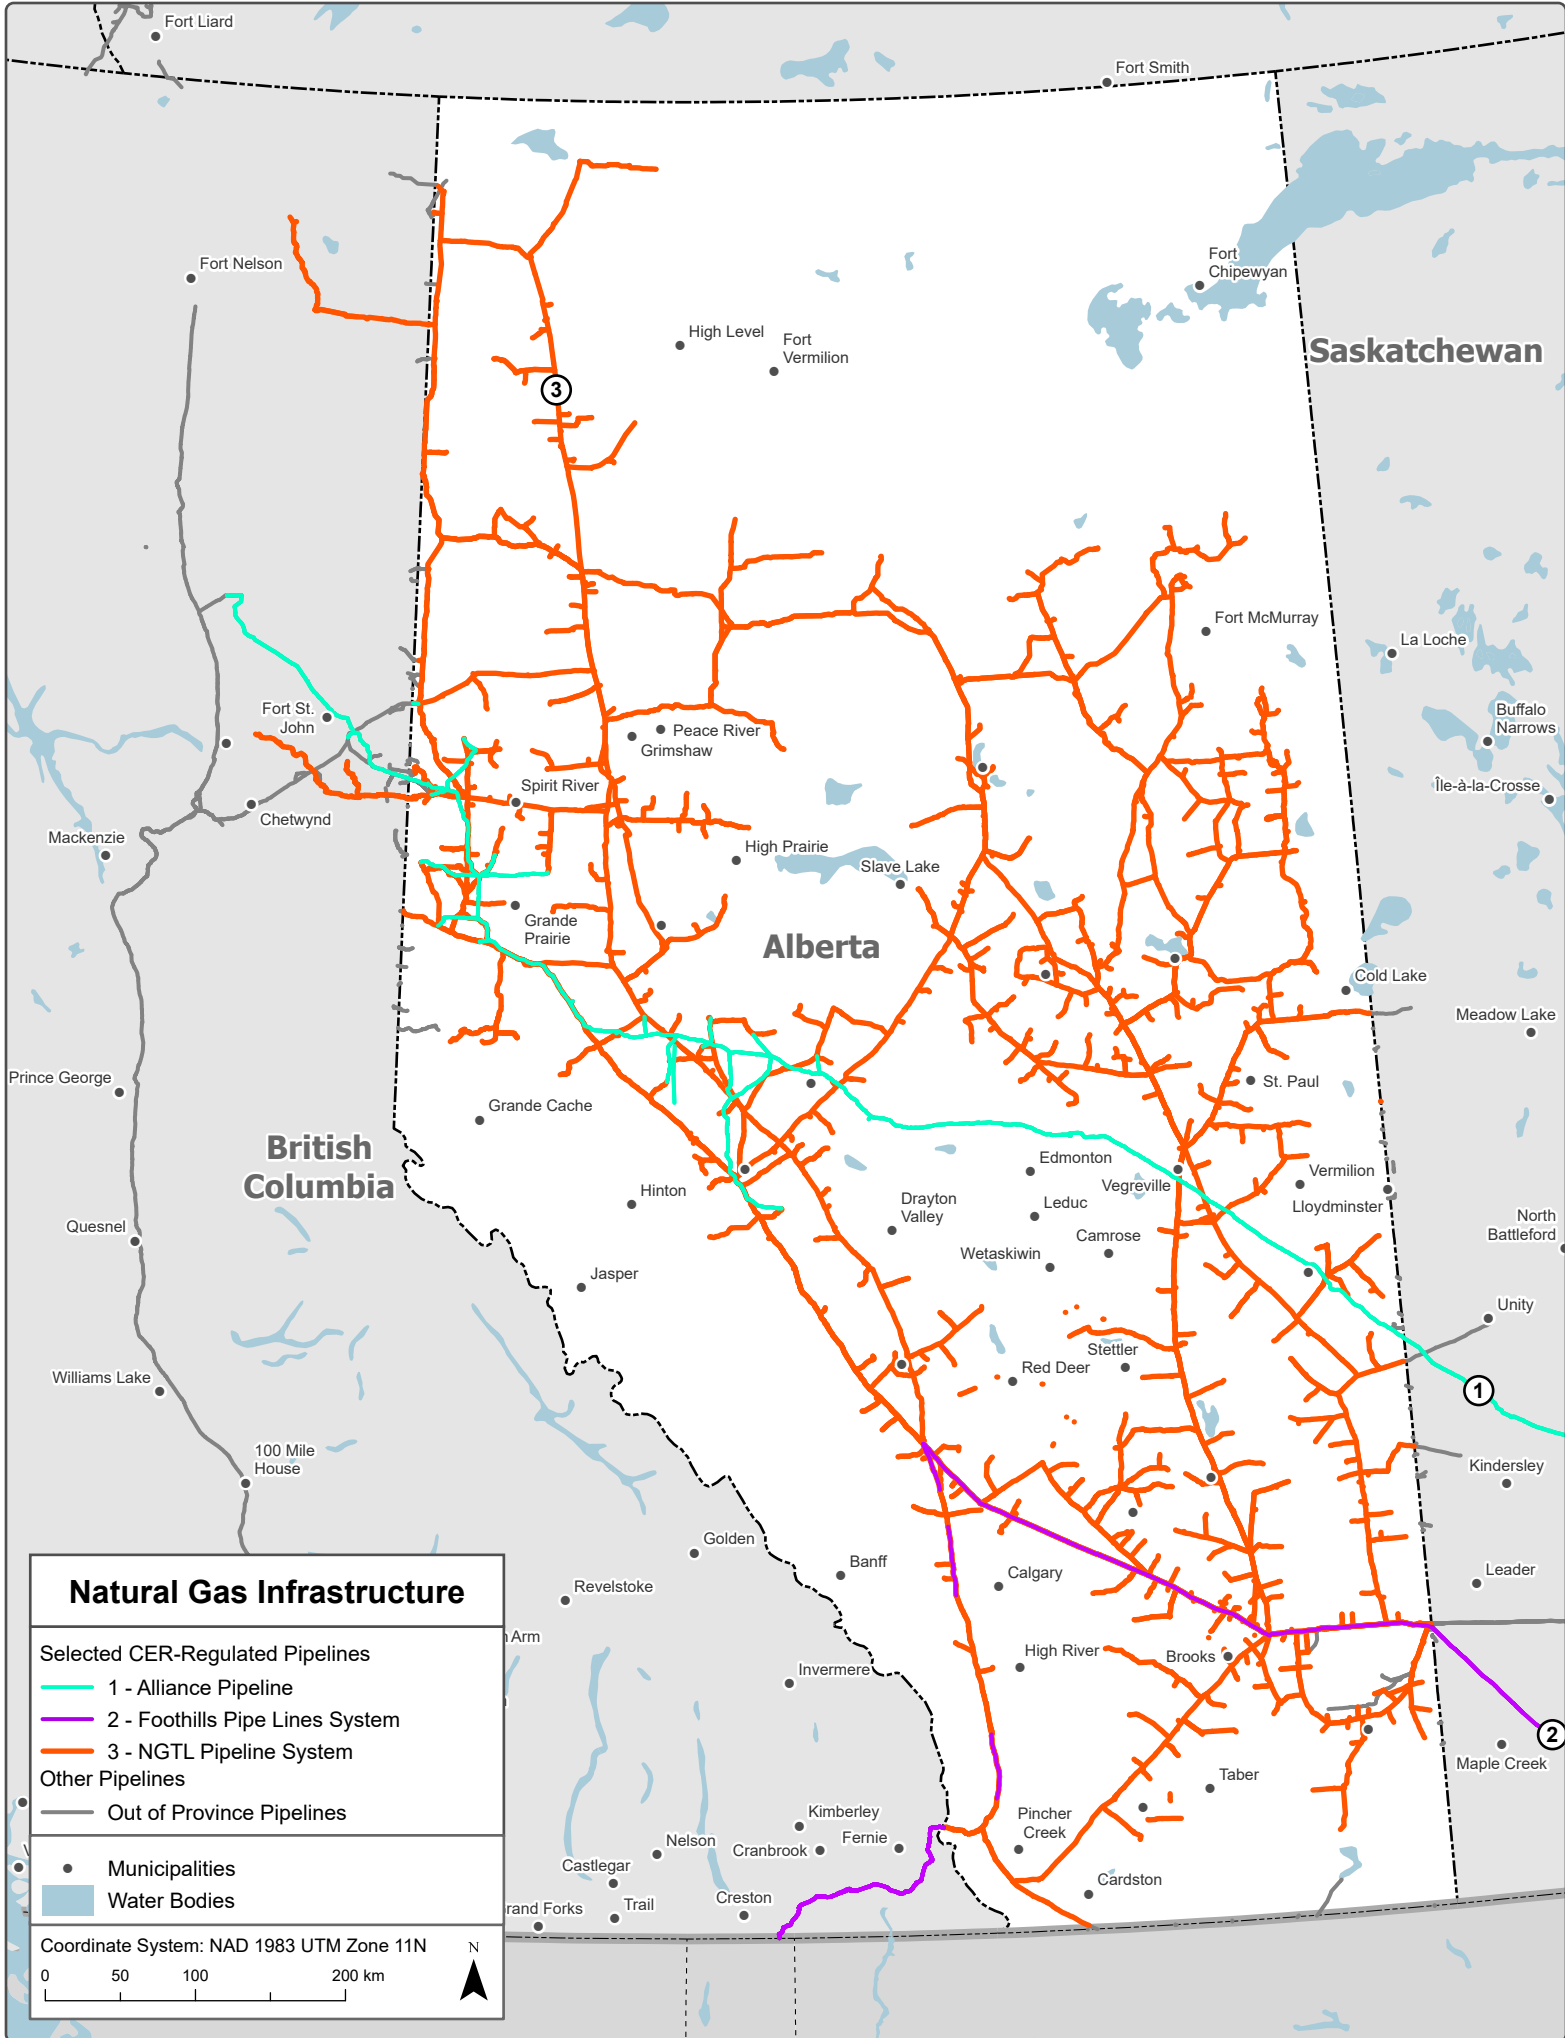 Fort Liard
Fort Smith
Fort Nelson
Fort
Chipewyan
High Level
Fort
Vermilion
Saskatchewan
3
Fort McMurray
La Loche
Fort St.
John
Peace River
Grimshaw
Buffalo
Narrows
Spirit River
Île-à-la-Crosse
Chetwynd
Mackenzie
High Prairie
Slave Lake
Grande
Prairie
Alberta
Cold Lake
Meadow Lake
Prince George
St. Paul
Grande Cache
British
Columbia
Edmonton
Vegreville
Vermilion
Hinton
Drayton
Valley
Leduc
Lloydminster
Quesnel
Camrose
North
Battleford
Wetaskiwin
Jasper
Unity
Stettler
Red Deer
Williams Lake
1
100 Mile
House
Kindersley
Golden
Banff
Calgary
Leader
Revelstoke
Arm
High River
Brooks
Invermere
2
Maple Creek
Taber
Pincher
Creek
Kimberley
Cranbrook
Fernie
Nelson
Castlegar
Cardston
Trail
Creston
rand Forks
Natural Gas Infrastructure
Selected CER-Regulated Pipelines
1 - Alliance Pipeline
2 - Foothills Pipe Lines System
3 - NGTL Pipeline System
Other Pipelines
Out of Province Pipelines
Municipalities
Water Bodies
Coordinate System: NAD 1983 UTM Zone 11N
N
0 50 100 200 km